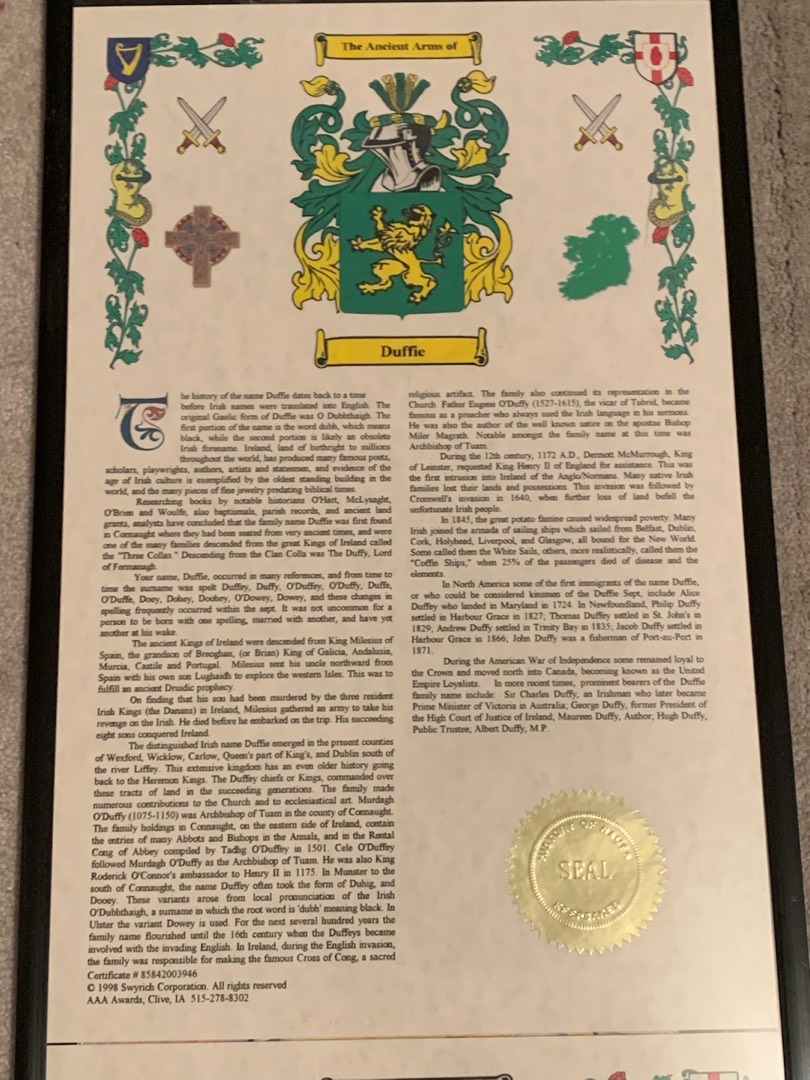 The Ancient Arms of
Duffie
The history of the name Duffie dates back to a time
before Irish names were translated into English. The
original Gaelic form of Duffie was O Dubhthaigh. The
first portion of the name is the word dubh, which means
black, while the second portion is likely an obsolete
Irish forename. Ireland, land of birthright to millions
throughout the world, has produced many famous poets,
scholars, playwrights, authors, artists and statesmen, and evidence of the
age of Irish culture is exemplified by the oldest standing building in the
world, and the many pieces of fine jewelry predating biblical times.
Researching books by notable historians O'Hart, McLysaght,
O'Brien and Woulfe, also baptismals, parish records, and ancient land
grants, analysts have concluded that the family name Duffie was first found
in Connaught where they had been seated from very ancient times, and were
one of the many families descended from the great Kings of Ireland called
the "Three Collas." Descending from the Clan Colla was The Duffy, Lord
of Fermanagh.
Your name, Duffie, occurred in many references, and from time to
time the surname was spelt Duffey, Duffy, O'Duffey, O'Duffy, Duffe,
O'Duffe, Doey, Dohey, Doohey, O'Dowey, Dowey, and these changes in
spelling frequently occurred within the sept. It was not uncommon for a
person to be born with one spelling, married with another, and have yet
another at his wake.
The ancient Kings of Ireland were descended from King Milesius of
Spain, the grandson of Breoghan, (or Brian) King of Galicia, Andalusia,
Murcia, Castile and Portugal. Milesius sent his uncle northward from
Spain with his own son Lughaidh to explore the western Isles. This was to
fulfill an ancient Druidic prophecy.
On finding that his son had been murdered by the three resident
Irish Kings (the Danans) in Ireland, Milesius gathered an army to take his
revenge on the Irish. He died before he embarked on the trip. His succeeding
eight sons conquered Ireland.
The distinguished Irish name Duffie emerged in the present counties
of Wexford, Wicklow, Carlow, Queen's part of King's, and Dublin south of
the river Liffey. This extensive kingdom has an even older history going
back to the Heremon Kings. The Duffey chiefs or Kings, commanded over
these tracts of land in the succeeding generations. The family made
numerous contributions to the Church and to ecclesiastical art. Murdagh
O'Duffy (1075-1150) was Archbishop of Tuam in the county of Connaught.
The family holdings in Connaught, on the eastern side of Ireland, contain
the entries of many Abbots and Bishops in the Annals, and in the Rental
Cong of Abbey compiled by Tadhg O'Duffey in 1501. Cele O'Duffey
followed Murdagh O'Duffy as the Archbishop of Tuam. He was also King
Roderick O'Connor's ambassador to Henry II in 1175. In Munster to the
south of Connaught, the name Duffey often took the form of Duhig, and
Dooey. These variants arose from local pronunciation of the Irish
O'Dubhthaigh, a surname in which the root word is 'dubh' meaning black. In
Ulster the variant Dowey is used. For the next several hundred years the
family name flourished until the 16th century when the Duffeys became
involved with the invading English. In Ireland, during the English invasion,
the family was responsible for making the famous Cross of Cong, a sacred
Certificate # 85842003946
© 1998 Swyrich Corporation. All rights reserved
AAA Awards, Clive, IA 515-278-8302
religious artifact. The family also continued its representation in the
Church. Father Eugene O'Duffy (1527-1615), the vicar of Tubrid, became
famous as a preacher who always used the Irish language in his sermons.
He was also the author of the well known satire on the apostae Bishop
Miler Magrath. Notable amongst the family name at this time was
Archbishop of Tuam.
During the 12th century, 1172 A.D., Dermott McMurrough, King
of Leinster, requested King Henry II of England for assistance. This was
the first intrusion into Ireland of the Anglo/Normans. Many native Irish
families lost their lands and possessions. This invasion was followed by
Cromwell's invasion in 1640, when further loss of land befell the
unfortunate Irish people.
In 1845, the great potato famine caused widespread poverty. Many
Irish joined the armada of sailing ships which sailed from Belfast, Dublin,
Cork, Holyhead, Liverpool, and Glasgow, all bound for the New World.
Some called them the White Sails, others, more realistically, called them the
"Coffin Ships," when 25% of the passengers died of disease and the
elements.
In North America some of the first immigrants of the name Duffie,
or who could be considered kinsmen of the Duffie Sept, include Alice
Duffey who landed in Maryland in 1724. In Newfoundland, Philip Duffy
settled in Harbour Grace in 1827; Thomas Duffey settled in St. John's in
1829; Andrew Duffy settled in Trinity Bay in 1835; Jacob Duffy settled in
Harbour Grace in 1866; John Duffy was a fisherman of Port-au-Port in
1871.
During the American War of Independence some remained loyal to
the Crown and moved north into Canada, becoming known as the United
Empire Loyalists. In more recent times, prominent bearers of the Duffie
family name include: Sir Charles Duffy, an Irishman who later became
Prime Minister of Victoria in Australia; George Duffy, former President of
the High Court of Justice of Ireland; Maureen Duffy, Author; Hugh Duffy,
Public Trustee; Albert Duffy, M.P.
HISTORY OF NAMES
SEAL